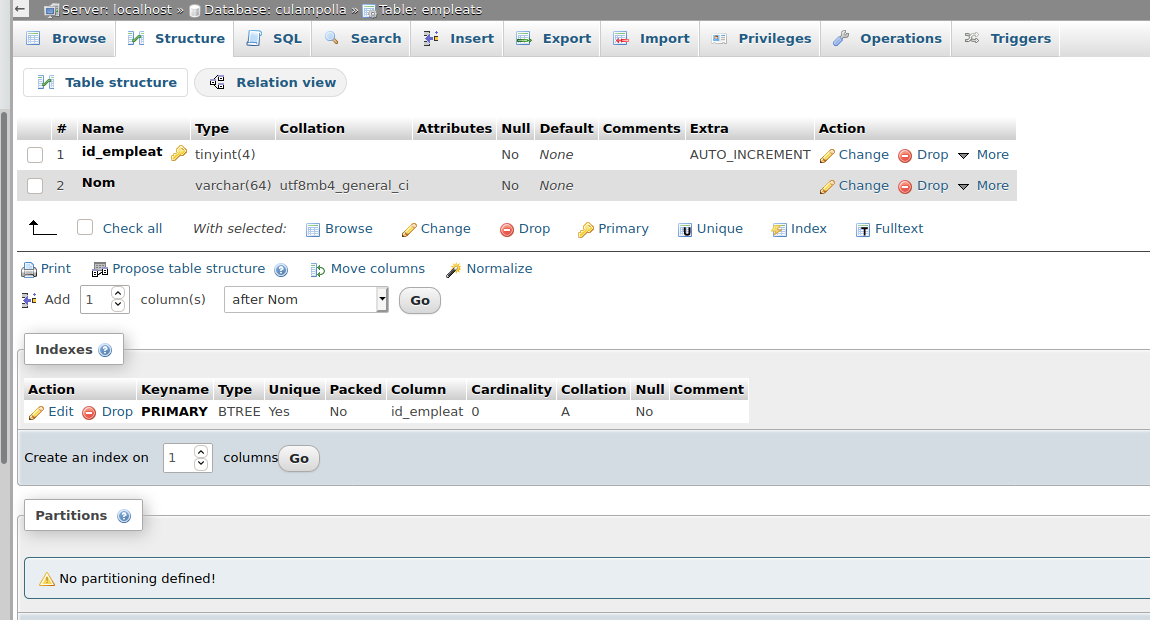 Server: localhost » Database: culampolla » Table: empleats
Browse Structure SQL Search Insert Export Import Privileges Operations Triggers
Table structure Relation view
# Name Type Collation Attributes Null Default Comments Extra Action
1 id_empleat tinyint(4) No None AUTO_INCREMENT Change Drop More
2 Nom varchar(64) utf8mb4_general_ci No None Change Drop More
Check all With selected: Browse Change Drop Primary Unique Index Fulltext
Print Propose table structure Move columns Normalize
Add 1 column(s) after Nom Go
Indexes
Action Keyname Type Unique Packed Column Cardinality Collation Null Comment
Edit Drop PRIMARY BTREE Yes No id_empleat 0 A No
Create an index on 1 columns Go
Partitions
No partitioning defined!